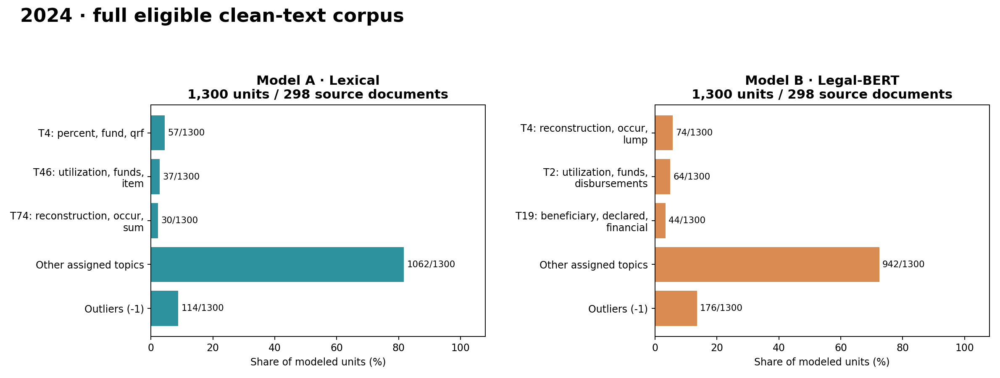 2024 · full eligible clean-text corpus
Model A · Lexical
1,300 units / 298 source documents
T4: percent, fund, qrf
57/1300
T46: utilization, funds,
item
37/1300
T74: reconstruction, occur,
sum
30/1300
Other assigned topics
1062/1300
Outliers (-1)
114/1300
0 20 40 60 80 100
Share of modeled units (%)
Model B · Legal-BERT
1,300 units / 298 source documents
T4: reconstruction, occur,
lump
74/1300
T2: utilization, funds,
disbursements
64/1300
T19: beneficiary, declared,
financial
44/1300
Other assigned topics
942/1300
Outliers (-1)
176/1300
0 20 40 60 80 100
Share of modeled units (%)